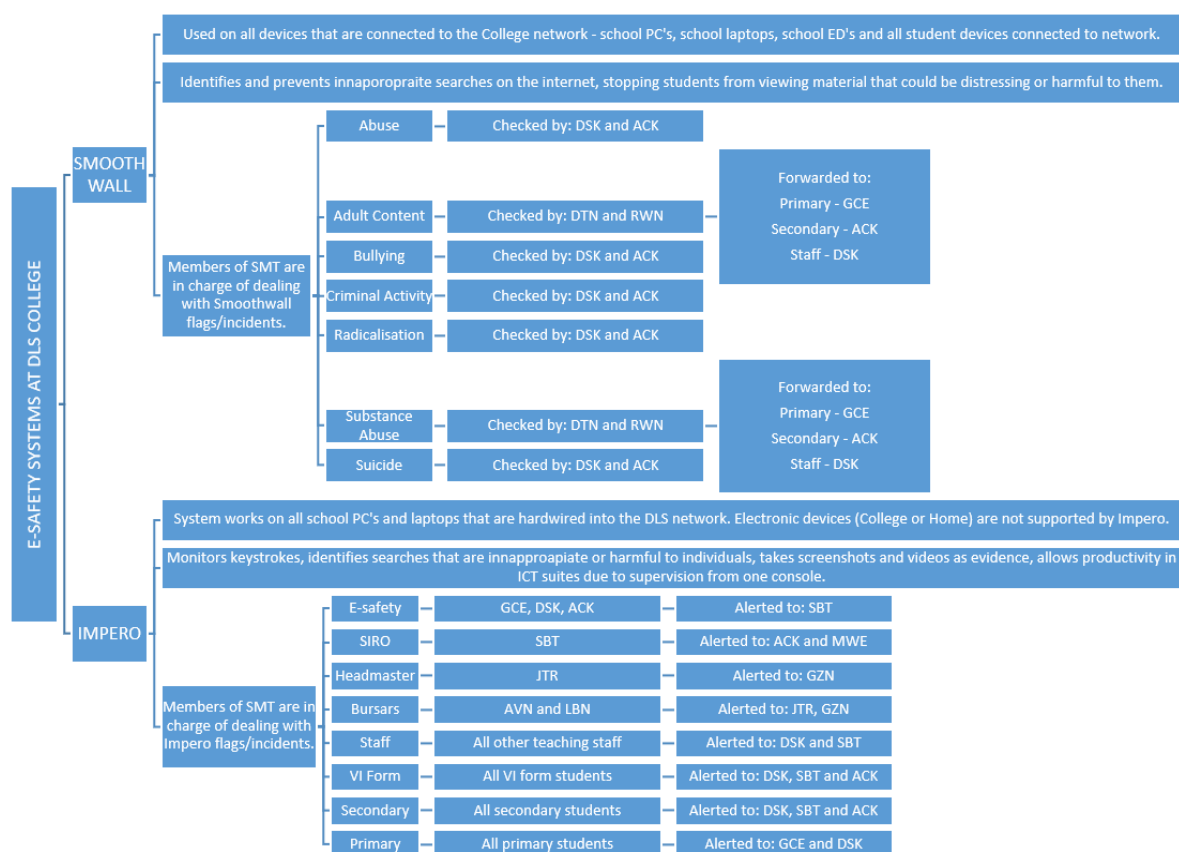 E-SAFETY SYSTEMS AT DLS COLLEGE
SMOOTH
WALL
Used on all devices that are connected to the College network - school PC's, school laptops, school ED's and all student devices connected to network.
Identifies and prevents innaporopraite searches on the internet, stopping students from viewing material that could be distressing or harmful to them.
Members of SMT are
in charge of dealing
with Smoothwall
flags/incidents.
Abuse
Checked by: DSK and ACK
Adult Content
Checked by: DTN and RWN
Forwarded to:
Primary - GCE
Secondary - ACK
Staff - DSK
Bullying
Checked by: DSK and ACK
Criminal Activity
Checked by: DSK and ACK
Radicalisation
Checked by: DSK and ACK
Substance
Abuse
Checked by: DTN and RWN
Forwarded to:
Primary - GCE
Secondary - ACK
Staff - DSK
Suicide
Checked by: DSK and ACK
IMPERO
System works on all school PC's and laptops that are hardwired into the DLS network. Electronic devices (College or Home) are not supported by Impero.
Monitors keystrokes, identifies searches that are innapproapiate or harmful to individuals, takes screenshots and videos as evidence, allows productivity in
ICT suites due to supervision from one console.
Members of SMT are in
charge of dealing with
Impero flags/incidents.
E-safety
GCE, DSK, ACK
Alerted to: SBT
SIRO
SBT
Alerted to: ACK and MWE
Headmaster
JTR
Alerted to: GZN
Bursars
AVN and LBN
Alerted to: JTR, GZN
Staff
All other teaching staff
Alerted to: DSK and SBT
VI Form
All VI form students
Alerted to: DSK, SBT and ACK
Secondary
All secondary students
Alerted to: DSK, SBT and ACK
Primary
All primary students
Alerted to: GCE and DSK